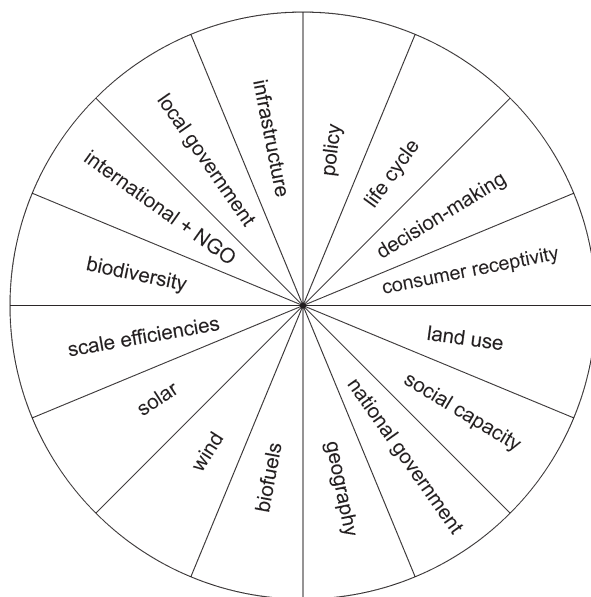 policy
life cycle
decision-making
consumer receptivity
land use
social capacity
national government
geography
biofuels
wind
solar
scale efficiencies
biodiversity
international + NGO
local government
infrastructure